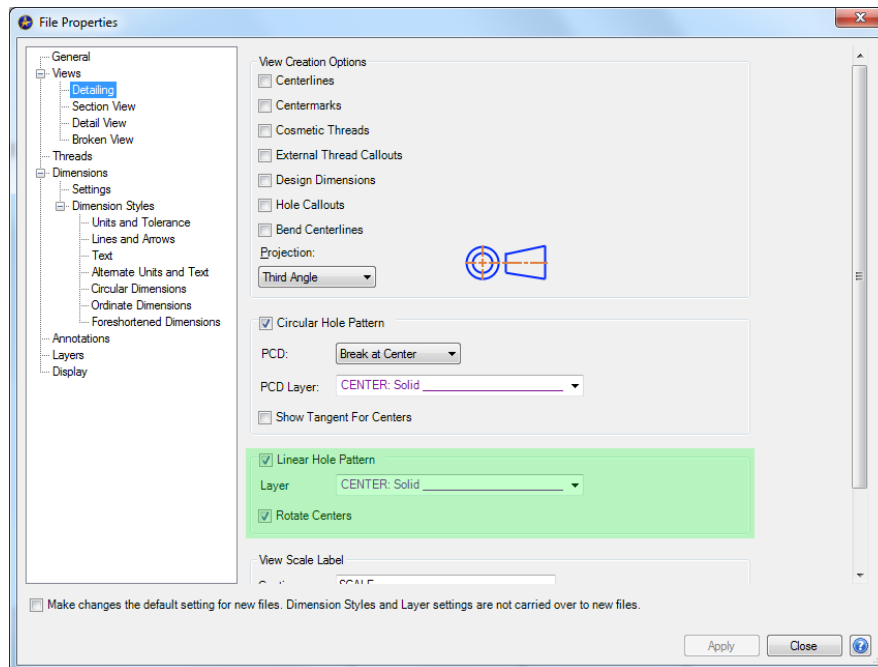 File Properties
General
Views
Detailing
Section View
Detail View
Broken View
Threads
Dimensions
Settings
Dimension Styles
Units and Tolerance
Lines and Arrows
Text
Alternate Units and Text
Circular Dimensions
Ordinate Dimensions
Foreshortened Dimensions
Annotations
Layers
Display
View Creation Options
Centerlines
Centermarks
Cosmetic Threads
External Thread Callouts
Design Dimensions
Hole Callouts
Bend Centerlines
Projection:
Third Angle
Circular Hole Pattern
PCD: Break at Center
PCD Layer: CENTER: Solid
Show Tangent For Centers
Linear Hole Pattern
Layer CENTER: Solid
Rotate Centers
View Scale Label
SCALE
Make changes the default setting for new files. Dimension Styles and Layer settings are not carried over to new files.
Apply Close